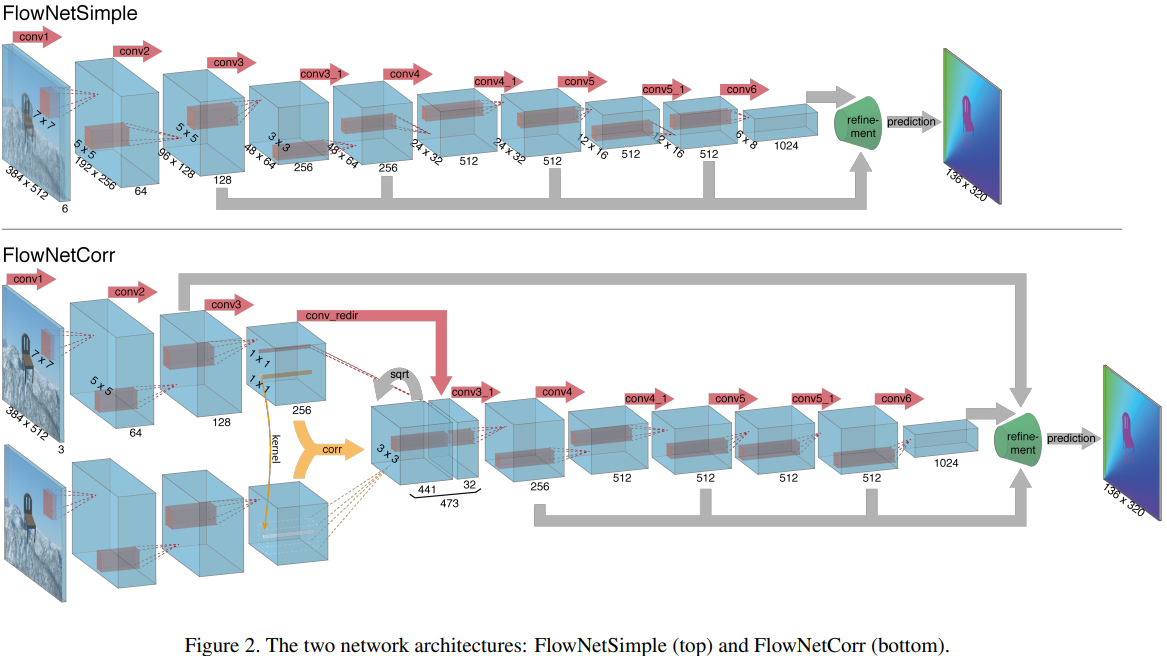 FlowNetSimple
conv1
conv2
conv3
conv3_1
conv4
conv4_1
conv5
conv5_1
conv6
7 x 7
5 x 5
5 x 5
3 x 3
384 x 512
192 x 256
96 x 128
48 x 64
48 x 64
24 x 32
24 x 32
12 x 16
12 x 16
6 x 8
6
64
128
256
256
512
512
512
512
1024
refine-
ment
prediction
136 x 320
FlowNetCorr
conv1
conv2
conv3
conv_redir
sqrt
conv3_1
conv4
conv4_1
conv5
conv5_1
conv6
7 x 7
5 x 5
1 x 1
1 x 1
3 x 3
384 x 512
3
64
128
256
kernel
corr
441
32
473
256
512
512
512
512
1024
refine-
ment
prediction
136 x 320
Figure 2. The two network architectures: FlowNetSimple (top) and FlowNetCorr (bottom).